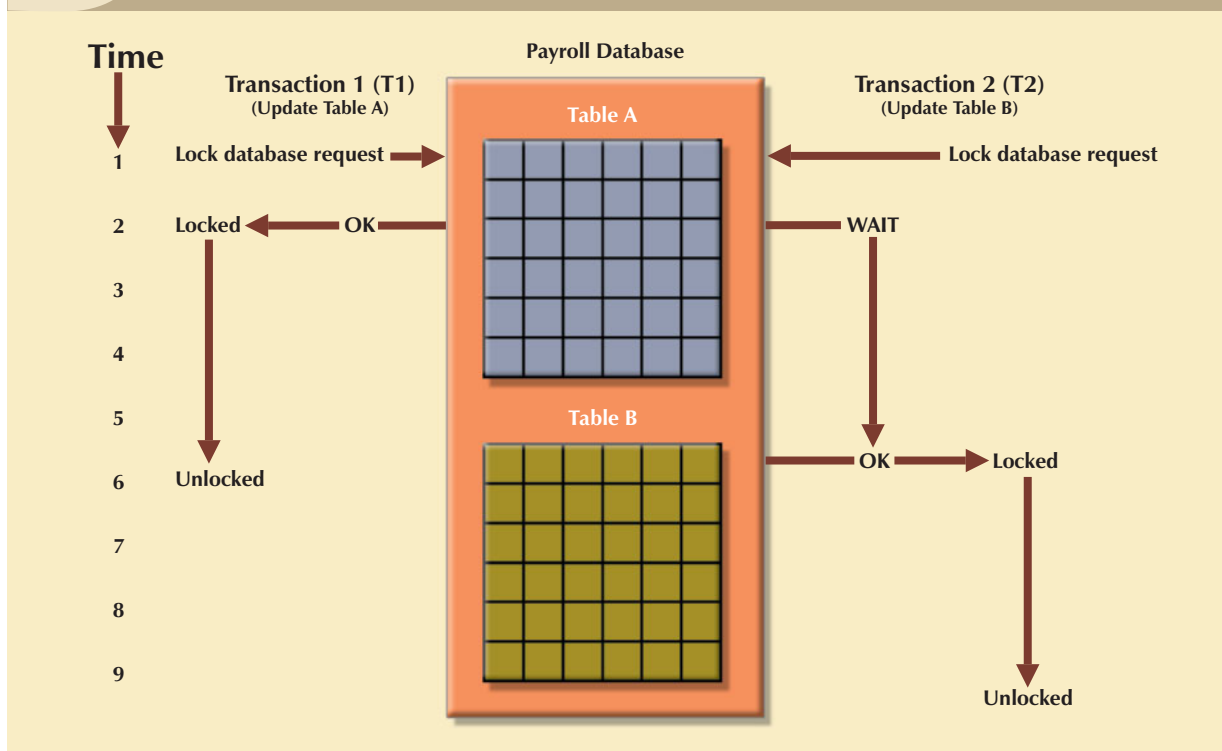 Time
Payroll Database
Transaction 1 (T1)
(Update Table A)
Transaction 2 (T2)
(Update Table B)
Table A
1 Lock database request Lock database request
2 Locked OK WAIT
3
4
5 Table B
OK Locked
6 Unlocked
7
8
9
Unlocked